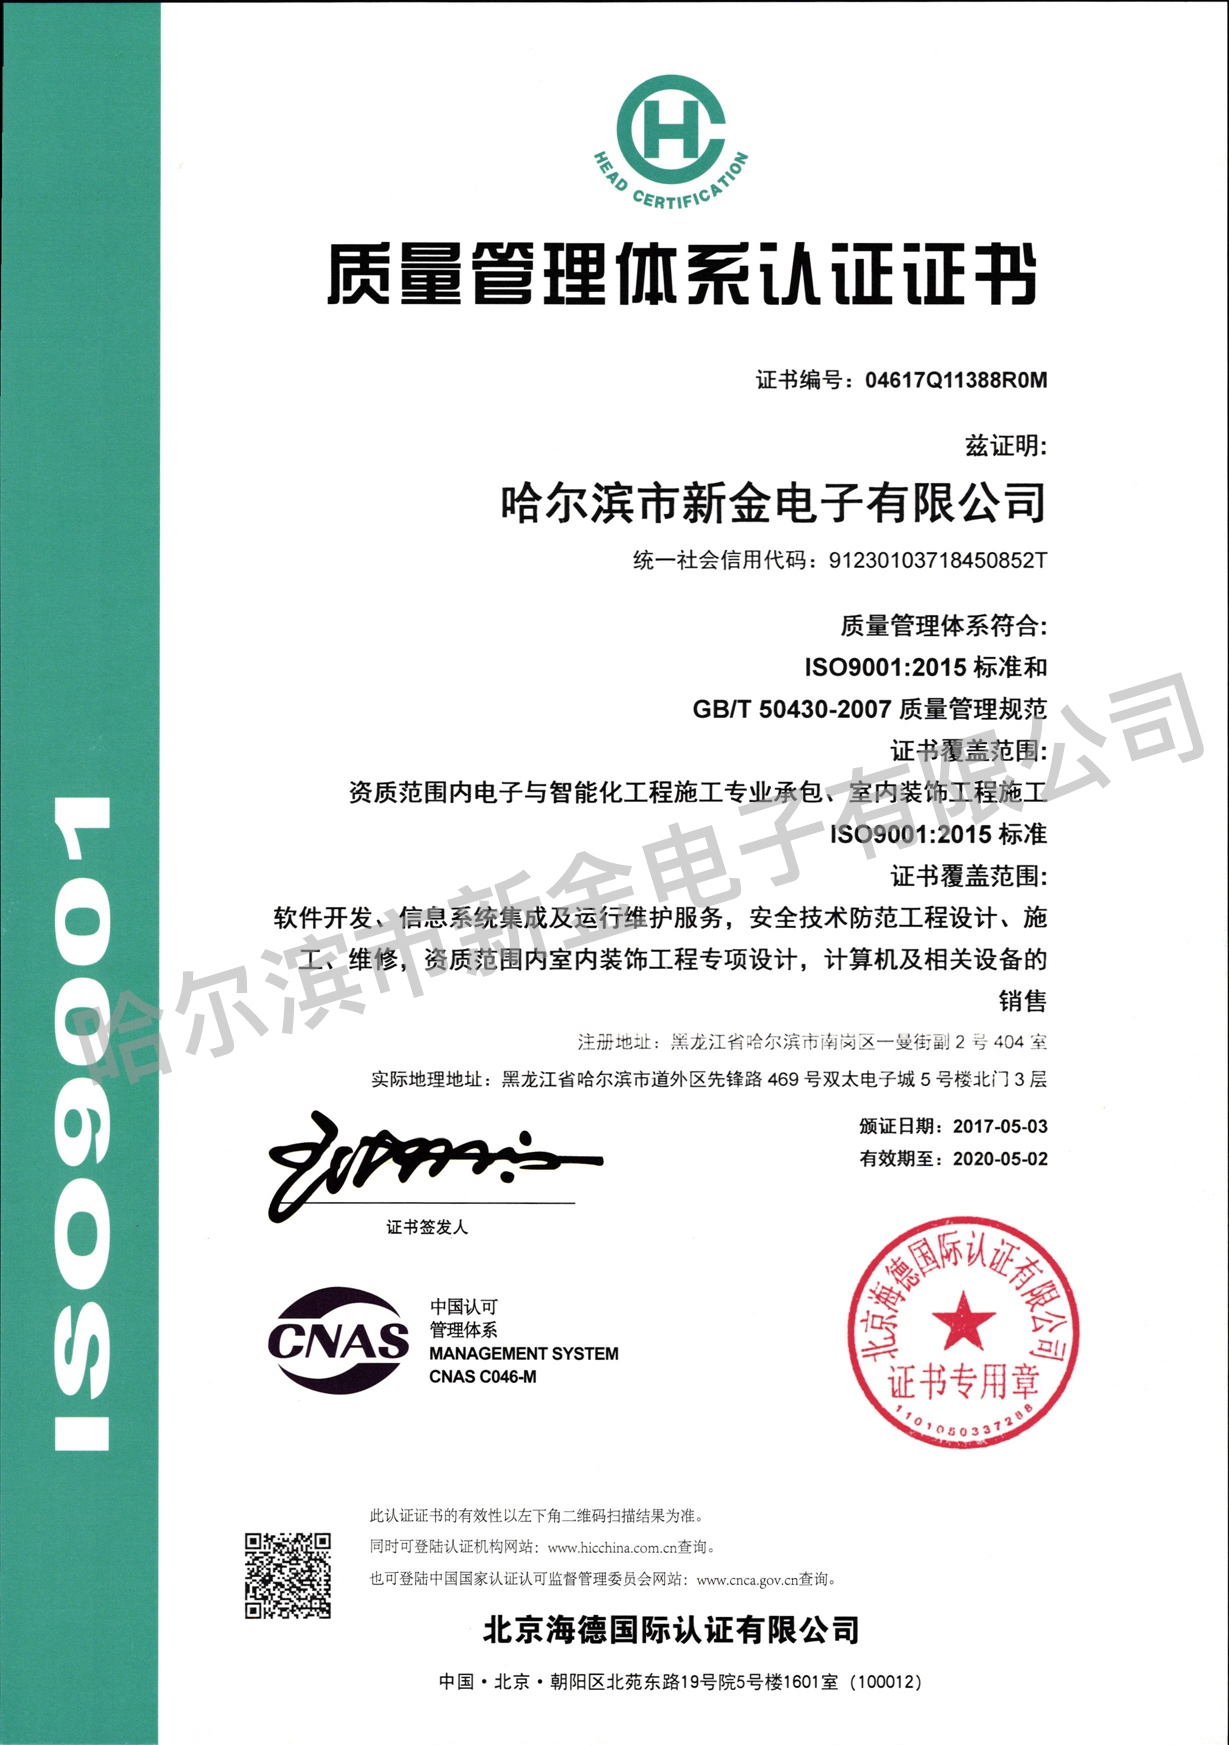 HEAD CERTIFICATION
质量管理体系认证证书
证书编号：04617Q11388R0M
兹证明:
哈尔滨市新金电子有限公司
统一社会信用代码：91230103718450852T
质量管理体系符合:
ISO9001:2015 标准和
GB/T 50430-2007 质量管理规范
证书覆盖范围:
资质范围内电子与智能化工程施工专业承包、室内装饰工程施工
ISO9001:2015 标准
证书覆盖范围:
软件开发、信息系统集成及运行维护服务，安全技术防范工程设计、施
工、维修，资质范围内室内装饰工程专项设计，计算机及相关设备的
销售
注册地址：黑龙江省哈尔滨市南岗区一曼街副 2 号 404 室
实际地理地址：黑龙江省哈尔滨市道外区先锋路 469 号双太电子城 5 号楼北门 3 层
颁证日期：2017-05-03
有效期至：2020-05-02
证书签发人
CNAS
中国认可
管理体系
MANAGEMENT SYSTEM
CNAS C046-M
北京海德国际认证有限公司
证书专用章
1101050337288
此认证证书的有效性以左下角二维码扫描结果为准。
同时可登陆认证机构网站：www.hicchina.com.cn查询。
也可登陆中国国家认证认可监督管理委员会网站：www.cnca.gov.cn查询。
北京海德国际认证有限公司
中国·北京·朝阳区北苑东路19号院5号楼1601室（100012）
ISO9001
哈尔滨市新金电子有限公司